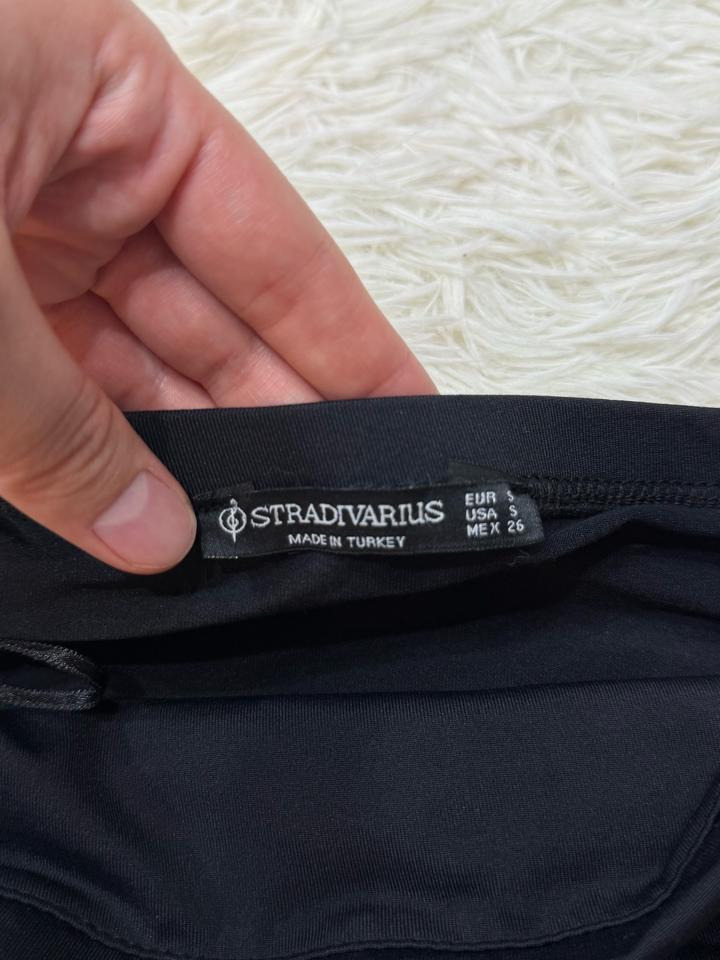 STRADIVARIUS
MADE IN TURKEY
EUR S
USA S
MEX 26